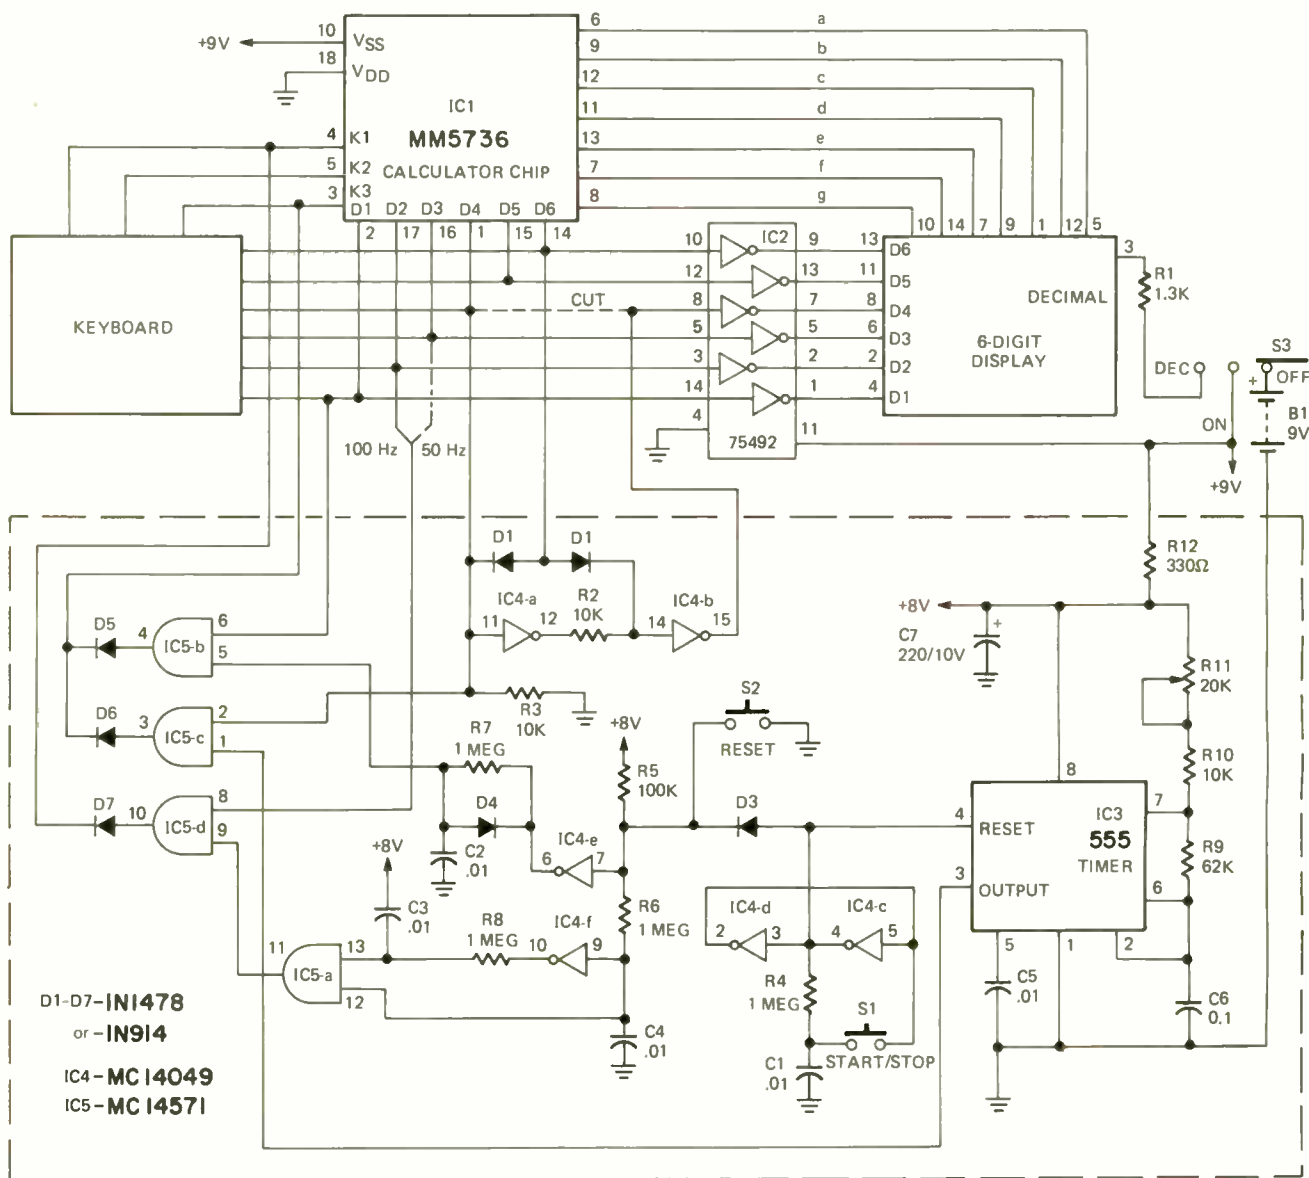 +9V
10 VSS
18 VDD
IC1
MM5736
CALCULATOR CHIP
4 K1
5 K2
3 K3
D1 D2 D3 D4 D5 D6
2 17 16 1 15 14
6 a
9 b
12 c
11 d
13 e
7 f
8 g
KEYBOARD
CUT
100 Hz 50 Hz
IC2
10 9
12 13
8 7
5 5
3 2
14 1
4 11
75492
10 14 7 9 1 12 5
13 D6
11 D5
8 D4
6 D3
2 D2
4 D1
DECIMAL
3
6-DIGIT
DISPLAY
R1
1.3K
DEC
S3
OFF
+
ON
B1
9V
+9V
D1 D1
IC4-a
11 12
R2
10K
IC4-b
14 15
R3
10K
D5
4
IC5-b
6
5
D6
3
IC5-c
2
1
D7
10
IC5-d
8
9
R7
1 MEG
D4
C2
.01
IC4-e
6 7
+8V
R5
100K
R6
1 MEG
+8V
C3
.01
R8
1 MEG
IC4-f
10 9
11
IC5-a
13
12
C4
.01
S2
RESET
D3
IC4-d
2 3
IC4-c
4 5
R4
1 MEG
S1
START/STOP
C1
.01
R12
330Ω
+8V
C7
220/10V
+
R11
20K
R10
10K
R9
62K
8
IC3
555
TIMER
4 RESET
3 OUTPUT
7
6
5 1 2
C5
.01
C6
0.1
D1-D7-IN1478
or -IN914
IC4-MC14049
IC5-MC14571